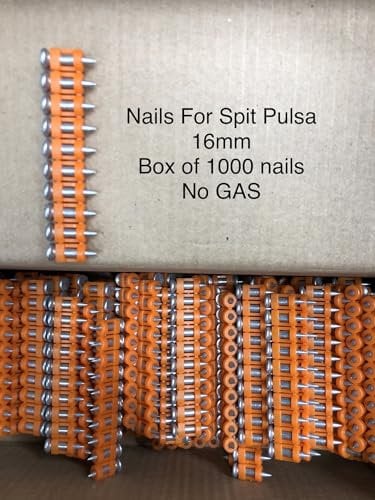 Nails For Spit Pulsa
16mm
Box of 1000 nails
No GAS